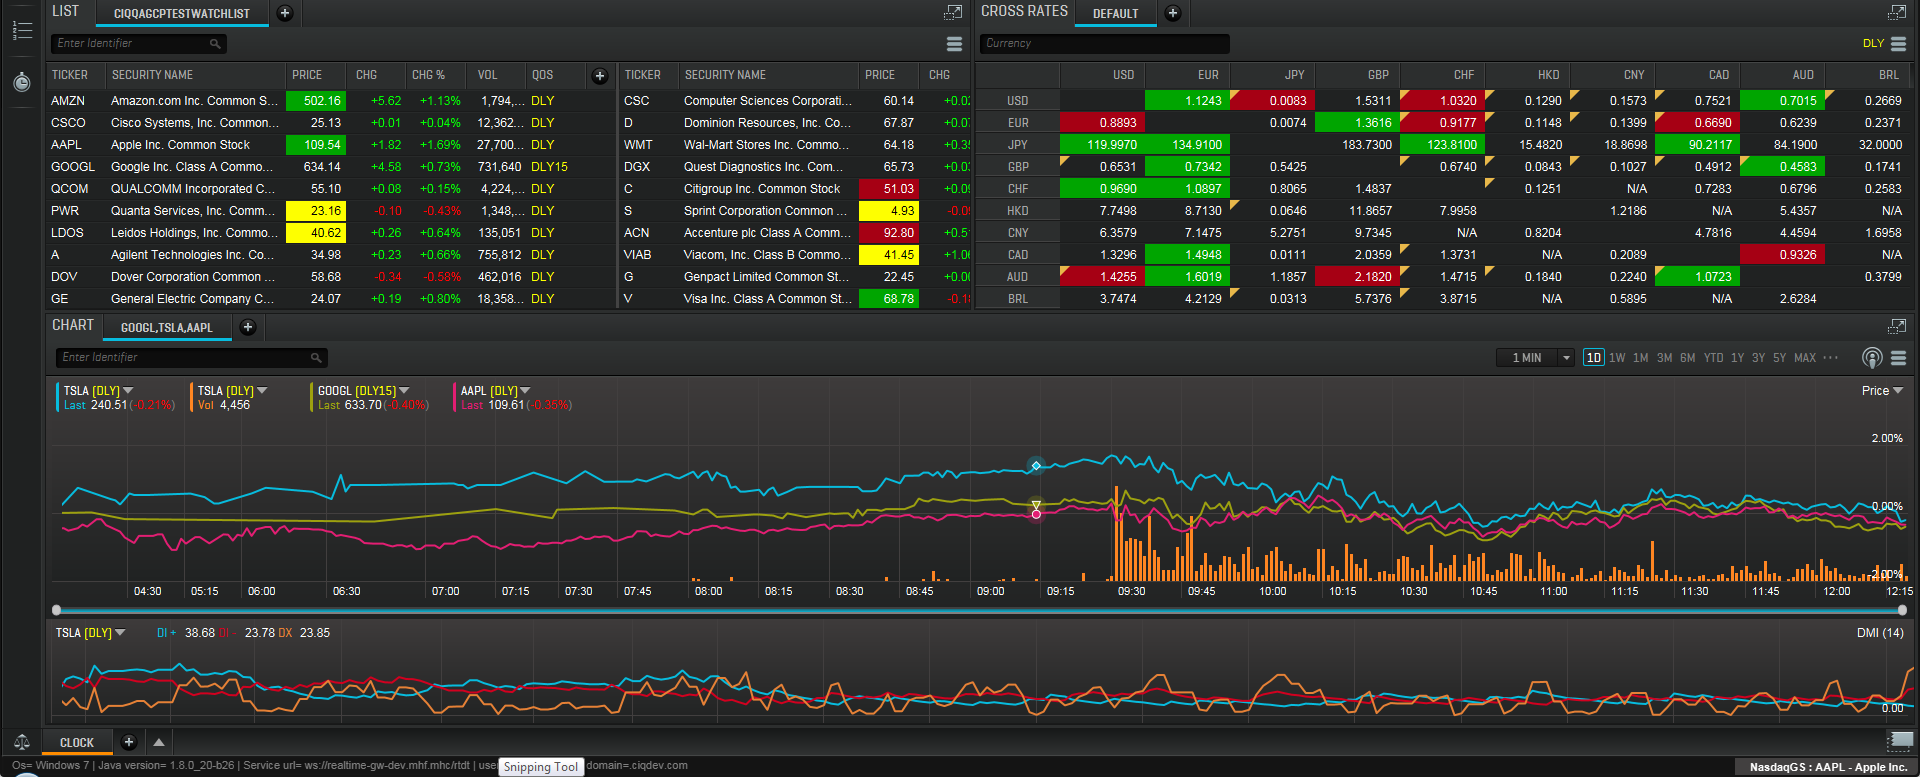 LIST CIQQAGCPTESTWATCHLIST
Enter Identifier
TICKER SECURITY NAME PRICE CHG CHG % VOL QOS
AMZN Amazon.com Inc. Common S... 502.16 +5.62 +1.13% 1,794,... DLY
CSCO Cisco Systems, Inc. Common... 25.13 +0.01 +0.04% 12,362... DLY
AAPL Apple Inc. Common Stock 109.54 +1.82 +1.69% 27,700... DLY
GOOGL Google Inc. Class A Commo... 634.14 +4.58 +0.73% 731,640 DLY15
QCOM QUALCOMM Incorporated C... 55.10 +0.08 +0.15% 4,224,... DLY
PWR Quanta Services, Inc. Comm... 23.16 -0.10 -0.43% 1,348,... DLY
LDOS Leidos Holdings, Inc. Commo... 40.62 +0.26 +0.64% 135,051 DLY
A Agilent Technologies Inc. Co... 34.98 +0.23 +0.66% 755,812 DLY
DOV Dover Corporation Common ... 58.68 -0.34 -0.58% 462,016 DLY
GE General Electric Company C... 24.07 +0.19 +0.80% 18,358... DLY
TICKER SECURITY NAME PRICE CHG
CSC Computer Sciences Corporati... 60.14
D Dominion Resources, Inc. Co... 67.87
WMT Wal-Mart Stores Inc. Commo... 64.18
DGX Quest Diagnostics Inc. Com... 65.73
C Citigroup Inc. Common Stock 51.03
S Sprint Corporation Common ... 4.93
ACN Accenture plc Class A Comm... 92.80
VIAB Viacom, Inc. Class B Commo... 41.45
G Genpact Limited Common St... 22.45
V Visa Inc. Class A Common St... 68.78
CROSS RATES DEFAULT
Currency DLY
USD EUR JPY GBP CHF HKD CNY CAD AUD BRL
USD 1.1243 0.0083 1.5311 1.0320 0.1290 0.1573 0.7521 0.7015 0.2669
EUR 0.8893 0.0074 1.3616 0.9177 0.1148 0.1399 0.6690 0.6239 0.2371
JPY 119.9970 134.9100 183.7300 123.8100 15.4820 18.8698 90.2117 84.1900 32.0000
GBP 0.6531 0.7342 0.5425 0.6740 0.0843 0.1027 0.4912 0.4583 0.1741
CHF 0.9690 1.0897 0.8065 1.4837 0.1251 N/A 0.7283 0.6796 0.2583
HKD 7.7498 8.7130 0.0646 11.8657 7.9958 1.2186 N/A 5.4357 N/A
CNY 6.3579 7.1475 5.2751 9.7345 N/A 0.8204 4.7816 4.4594 1.6958
CAD 1.3296 1.4948 0.0111 2.0359 1.3731 N/A 0.2089 0.9326 N/A
AUD 1.4255 1.6019 1.1857 2.1820 1.4715 0.1840 0.2240 1.0723 0.3799
BRL 3.7474 4.2129 0.0313 5.7376 3.8715 N/A 0.5895 N/A 2.6284
CHART GOOGL,TSLA,AAPL
Enter Identifier 1 MIN 1D 1W 1M 3M 6M YTD 1Y 3Y 5Y MAX ...
TSLA [DLY] TSLA [DLY] GOOGL [DLY15] AAPL [DLY] Price
Last 240.51 (-0.21%) Vol 4,456 Last 633.70 (-0.40%) Last 109.61 (-0.35%)
2.00%
0.00%
-2.00%
04:30 05:15 06:00 06:30 07:00 07:15 07:30 07:45 08:00 08:15 08:30 08:45 09:00 09:15 09:30 09:45 10:00 10:15 10:30 10:45 11:00 11:15 11:30 11:45 12:00 12:15
TSLA [DLY] DI + 38.68 DI - 23.78 DX 23.85 DMI (14)
0.00
CLOCK
Os= Windows 7 | Java version= 1.8.0_20-b26 | Service url= ws://realtime-gw-dev.mhf.mhc/rtdt | Snipping Tool domain=.ciqdev.com
NasdaqGS : AAPL - Apple Inc.